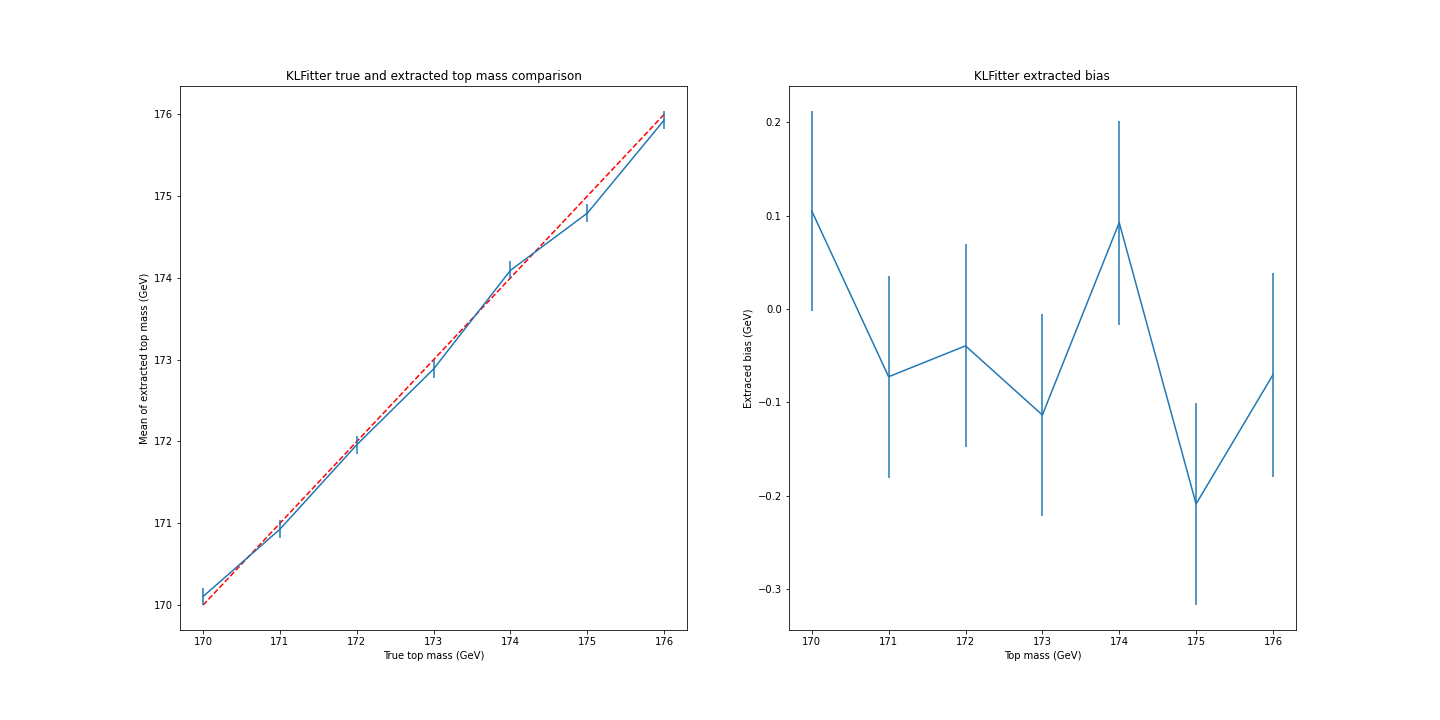 KLFitter true and extracted top mass comparison
Mean of extracted top mass (GeV)
176
175
174
173
172
171
170
170 171 172 173 174 175 176
True top mass (GeV)
KLFitter extracted bias
Extraced bias (GeV)
0.2
0.1
0.0
−0.1
−0.2
−0.3
170 171 172 173 174 175 176
Top mass (GeV)